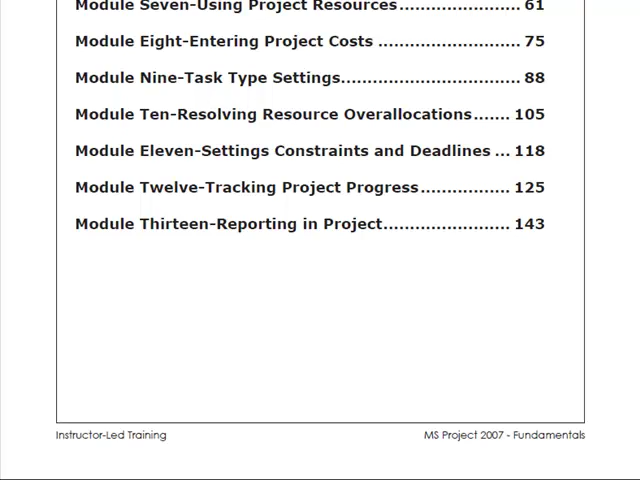 Module Seven-Using Project Resources....................... 61
Module Eight-Entering Project Costs ...................... 75
Module Nine-Task Type Settings................................... 88
Module Ten-Resolving Resource Overallocations....... 105
Module Eleven-Settings Constraints and Deadlines ... 118
Module Twelve-Tracking Project Progress................. 125
Module Thirteen-Reporting in Project........................ 143
Instructor-Led Training
MS Project 2007 - Fundamentals